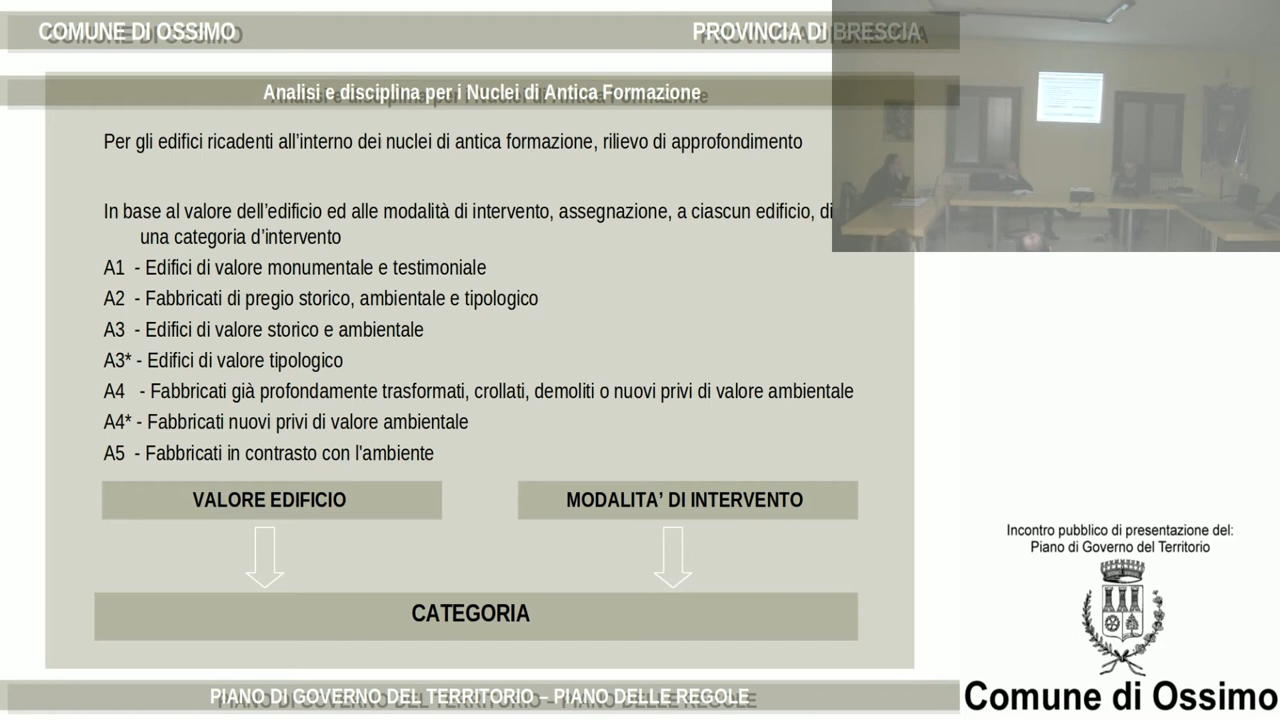 COMUNE DI OSSIMO
PROVINCIA DI BRESCIA
Analisi e disciplina per i Nuclei di Antica Formazione
Per gli edifici ricadenti all’interno dei nuclei di antica formazione, rilievo di approfondimento
In base al valore dell’edificio ed alle modalità di intervento, assegnazione, a ciascun edificio, di
una categoria d’intervento
A1 - Edifici di valore monumentale e testimoniale
A2 - Fabbricati di pregio storico, ambientale e tipologico
A3 - Edifici di valore storico e ambientale
A3* - Edifici di valore tipologico
A4 - Fabbricati già profondamente trasformati, crollati, demoliti o nuovi privi di valore ambientale
A4* - Fabbricati nuovi privi di valore ambientale
A5 - Fabbricati in contrasto con l'ambiente
VALORE EDIFICIO
MODALITA’ DI INTERVENTO
CATEGORIA
PIANO DI GOVERNO DEL TERRITORIO – PIANO DELLE REGOLE
Incontro pubblico di presentazione del:
Piano di Governo del Territorio
Comune di Ossimo